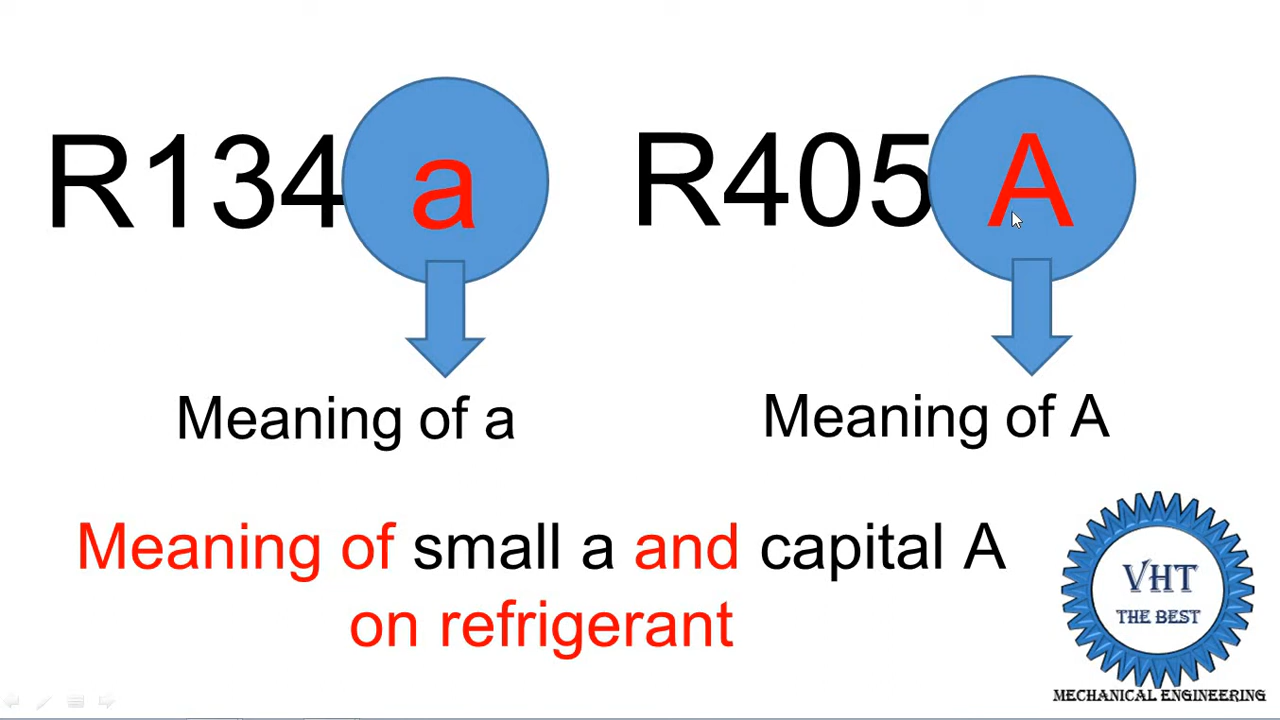 R134 a
R405 A
Meaning of a
Meaning of A
Meaning of small a and capital A
on refrigerant
VHT
THE BEST
MECHANICAL ENGINEERING